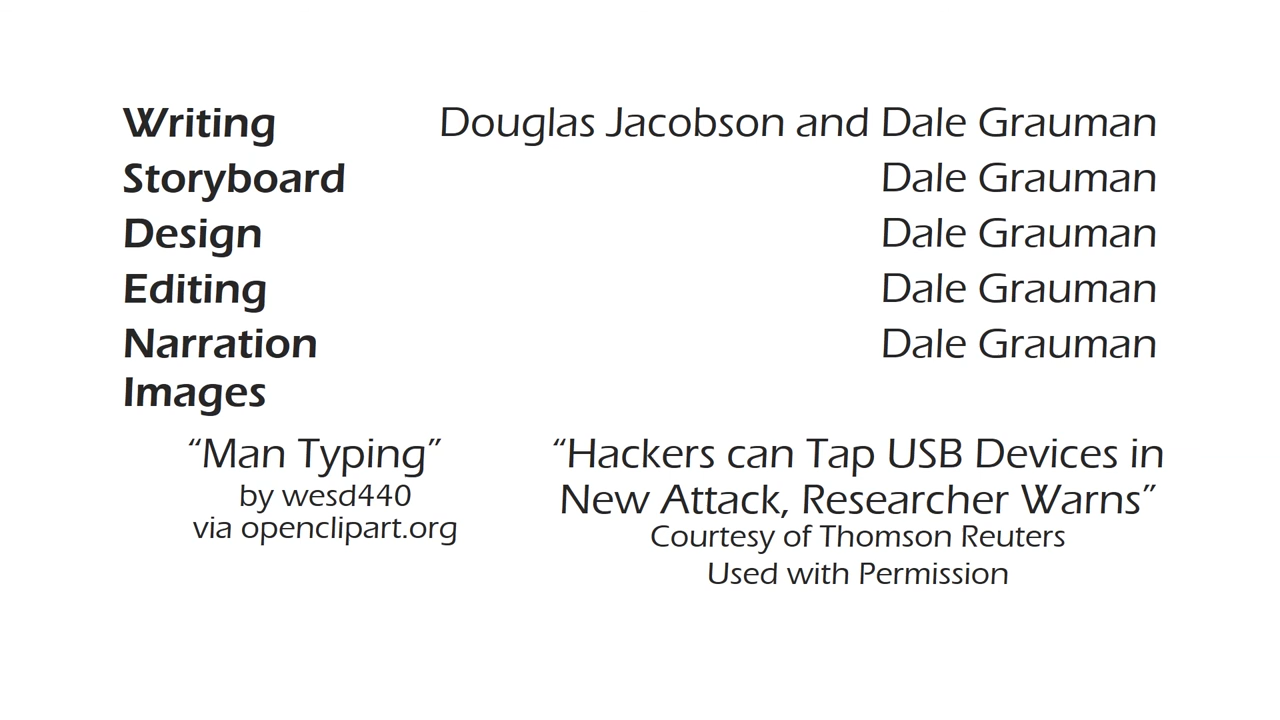 Writing Douglas Jacobson and Dale Grauman
Storyboard Dale Grauman
Design Dale Grauman
Editing Dale Grauman
Narration Dale Grauman
Images
“Man Typing”
by wesd440
via openclipart.org
“Hackers can Tap USB Devices in
New Attack, Researcher Warns”
Courtesy of Thomson Reuters
Used with Permission